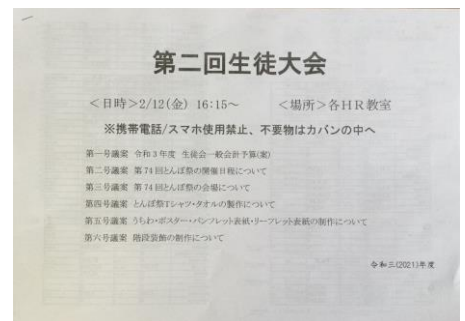 第二回生徒大会
＜日時＞2/12(金) 16:15～ ＜場所＞各HR教室
※携帯電話/スマホ使用禁止、不要物はカバンの中へ
第一号議案 令和3年度 生徒会一般会計予算(案)
第二号議案 第74回とんぼ祭の開催日程について
第三号議案 第74回とんぼ祭の会場について
第四号議案 とんぼ祭Tシャツ・タオルの製作について
第五号議案 うちわ・ポスター・パンフレット表紙・リーフレット表紙の制作について
第六号議案 階段装飾の制作について
令和三(2021)年度